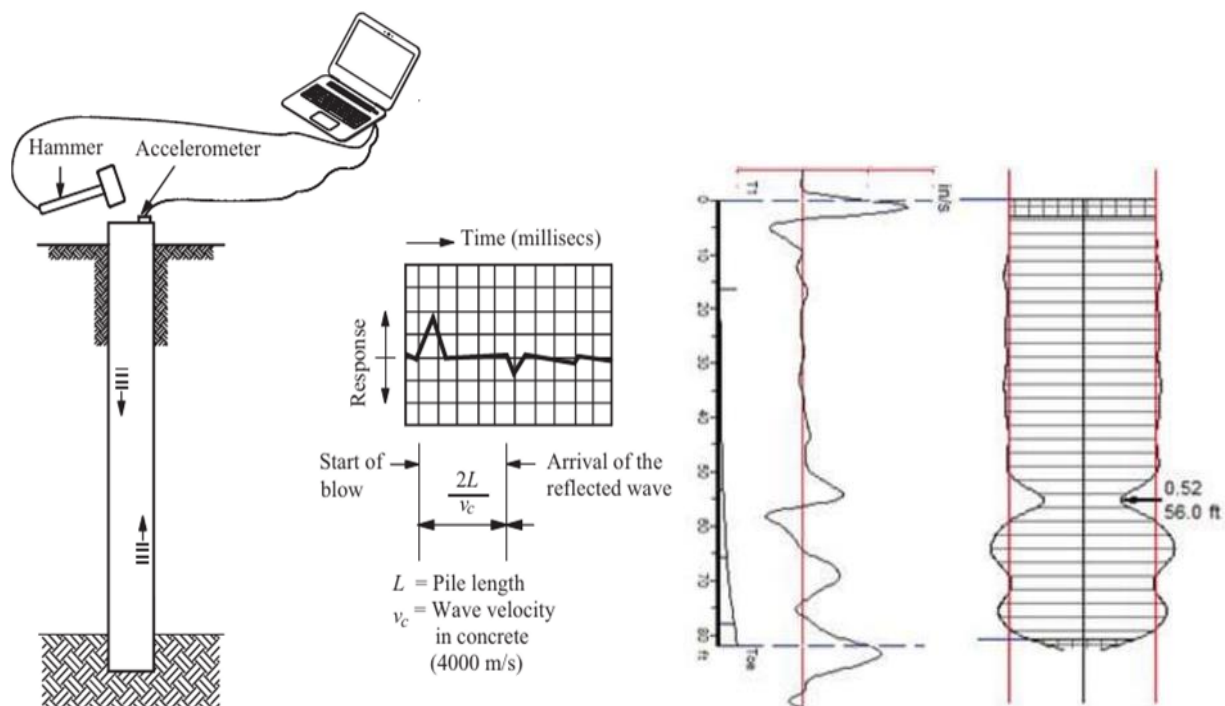 Hammer
Accelerometer
Time (millisecs)
Response
Start of
blow
2L
v_c
Arrival of the
reflected wave
L = Pile length
v_c = Wave velocity
in concrete
(4000 m/s)
T1
in/s
0
10
20
30
40
50
60
70
80
ft
Toe
0.52
56.0 ft